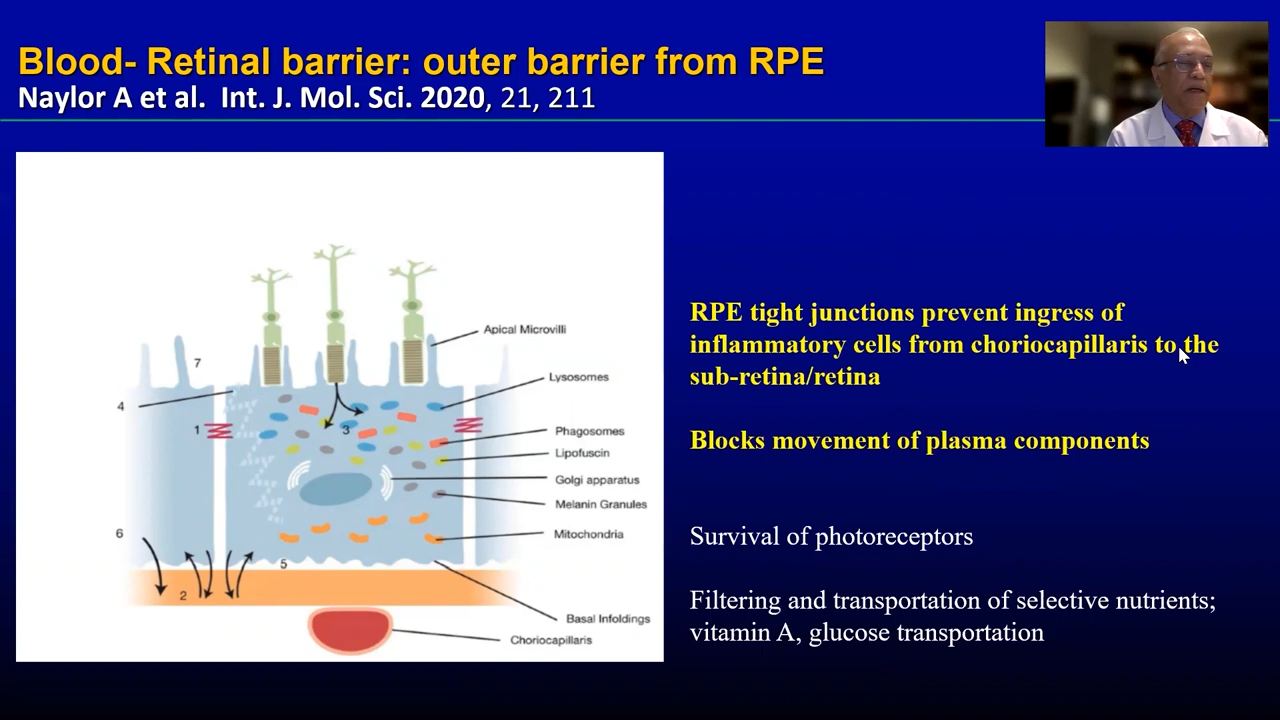 Blood- Retinal barrier: outer barrier from RPE
Naylor A et al. Int. J. Mol. Sci. 2020, 21, 211
Apical Microvilli
7
Lysosomes
4
1
3
Phagosomes
Lipofuscin
Golgi apparatus
Melanin Granules
6
Mitochondria
5
2
Basal Infoldings
Choriocapillaris
RPE tight junctions prevent ingress of
inflammatory cells from choriocapillaris to the
sub-retina/retina
Blocks movement of plasma components
Survival of photoreceptors
Filtering and transportation of selective nutrients;
vitamin A, glucose transportation